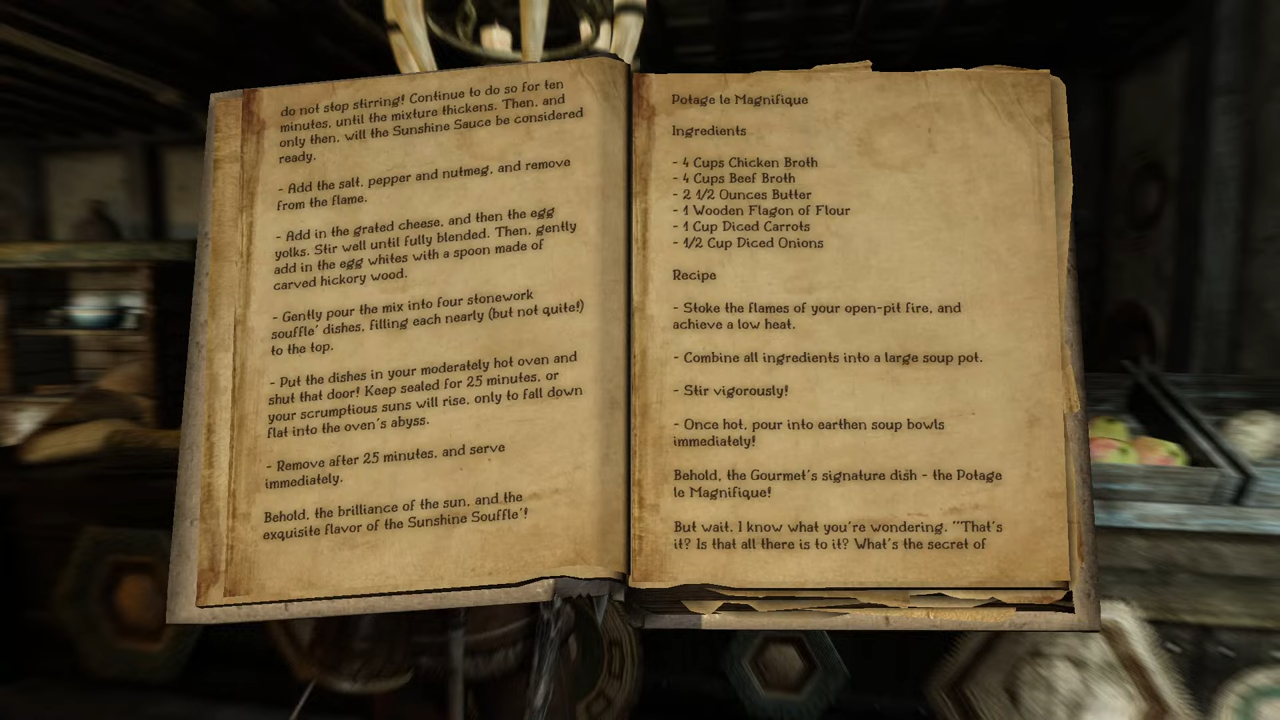 do not stop stirring! Continue to do so for ten
minutes, until the mixture thickens. Then, and
only then, will the Sunshine Sauce be considered
ready.
- Add the salt, pepper and nutmeg, and remove
from the flame.
- Add in the grated cheese, and then the egg
yolks. Stir well until fully blended. Then, gently
add in the egg whites with a spoon made of
carved hickory wood.
- Gently pour the mix into four stonework
souffle' dishes, filling each nearly (but not quite!)
to the top.
- Put the dishes in your moderately hot oven and
shut that door! Keep sealed for 25 minutes, or
your scrumptious suns will rise, only to fall down
flat into the oven's abyss.
- Remove after 25 minutes, and serve
immediately.
Behold, the brilliance of the sun, and the
exquisite flavor of the Sunshine Souffle'!
Potage le Magnifique
Ingredients
- 4 Cups Chicken Broth
- 4 Cups Beef Broth
- 2 1/2 Ounces Butter
- 1 Wooden Flagon of Flour
- 1 Cup Diced Carrots
- 1/2 Cup Diced Onions
Recipe
- Stoke the flames of your open-pit fire, and
achieve a low heat.
- Combine all ingredients into a large soup pot.
- Stir vigorously!
- Once hot, pour into earthen soup bowls
immediately!
Behold, the Gourmet's signature dish - the Potage
le Magnifique!
But wait, I know what you're wondering. "That's
it? Is that all there is to it? What's the secret of